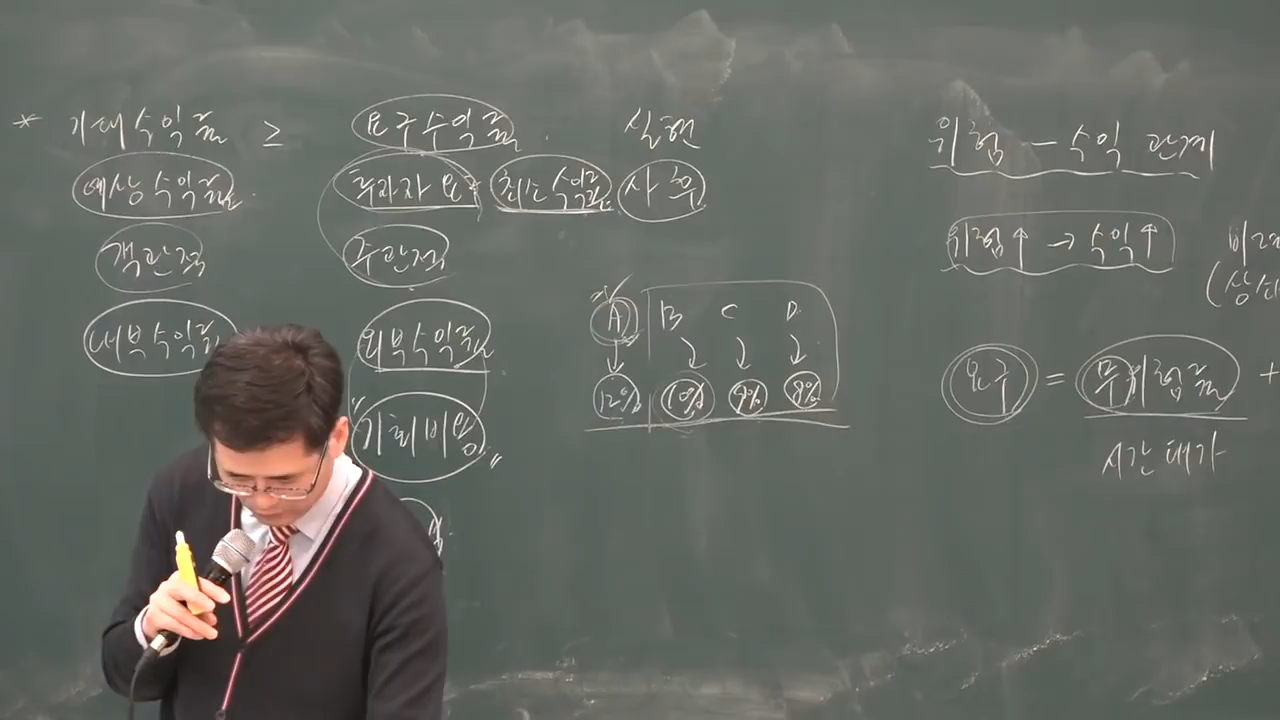 * 기대수익률 ≥ 요구수익률 실현
예상수익률 투자자 요 최소수익률 사후
객관적 주관적
내부수익률 외부수익률
"기회비용"
A B C D
12% 10% 9% 8%
위험 - 수익 관계
위험↑ → 수익↑
요구 = 무위험률 +
시간대가